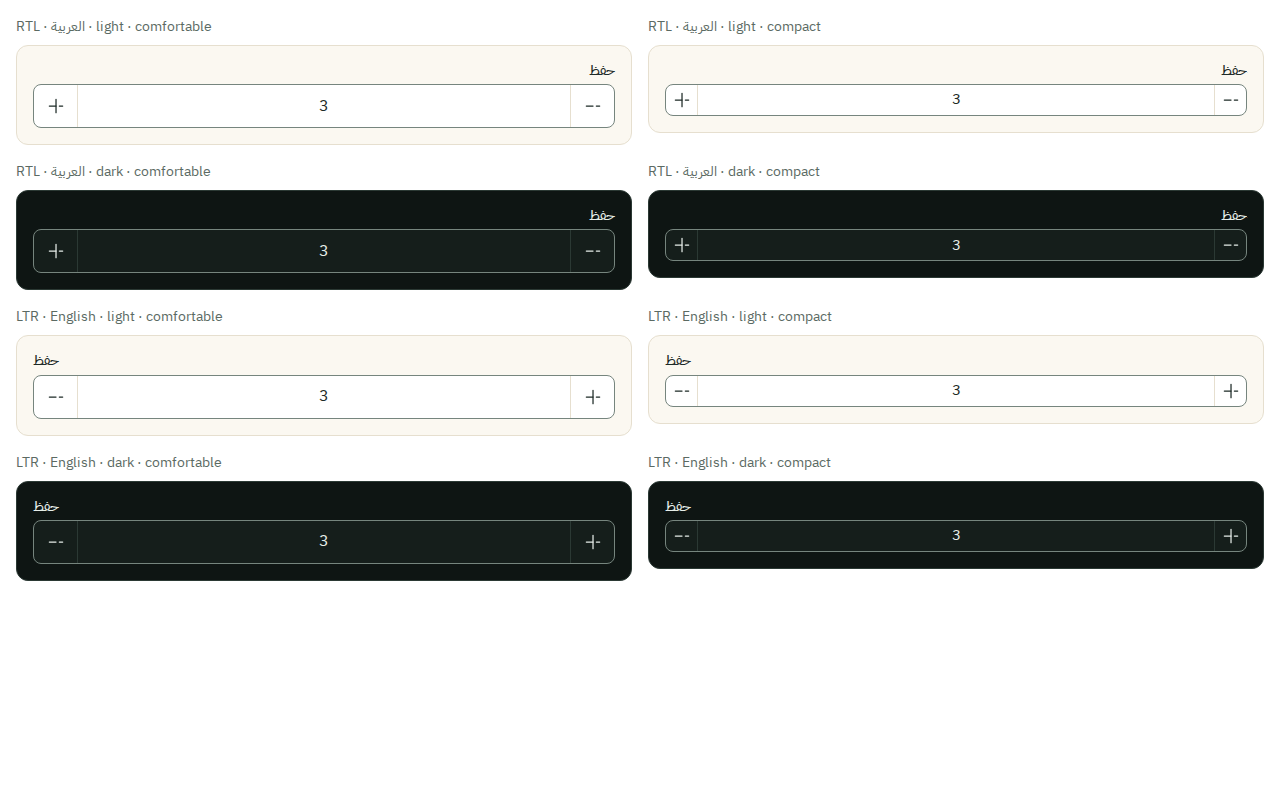 RTL · العربية · light · comfortable
حفظ
3
RTL · العربية · light · compact
حفظ
3
RTL · العربية · dark · comfortable
حفظ
3
RTL · العربية · dark · compact
حفظ
3
LTR · English · light · comfortable
حفظ
3
LTR · English · light · compact
حفظ
3
LTR · English · dark · comfortable
حفظ
3
LTR · English · dark · compact
حفظ
3